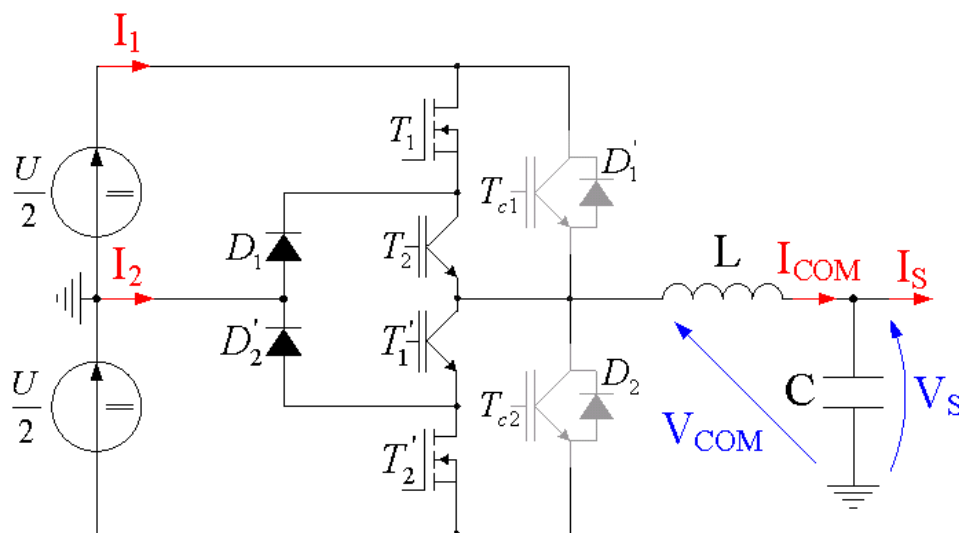 I1
T1
D1'
U/2
Tc1
D1
T2
L
ICOM
IS
I2
D2'
T1'
D2
U/2
Tc2
C
VS
VCOM
T2'